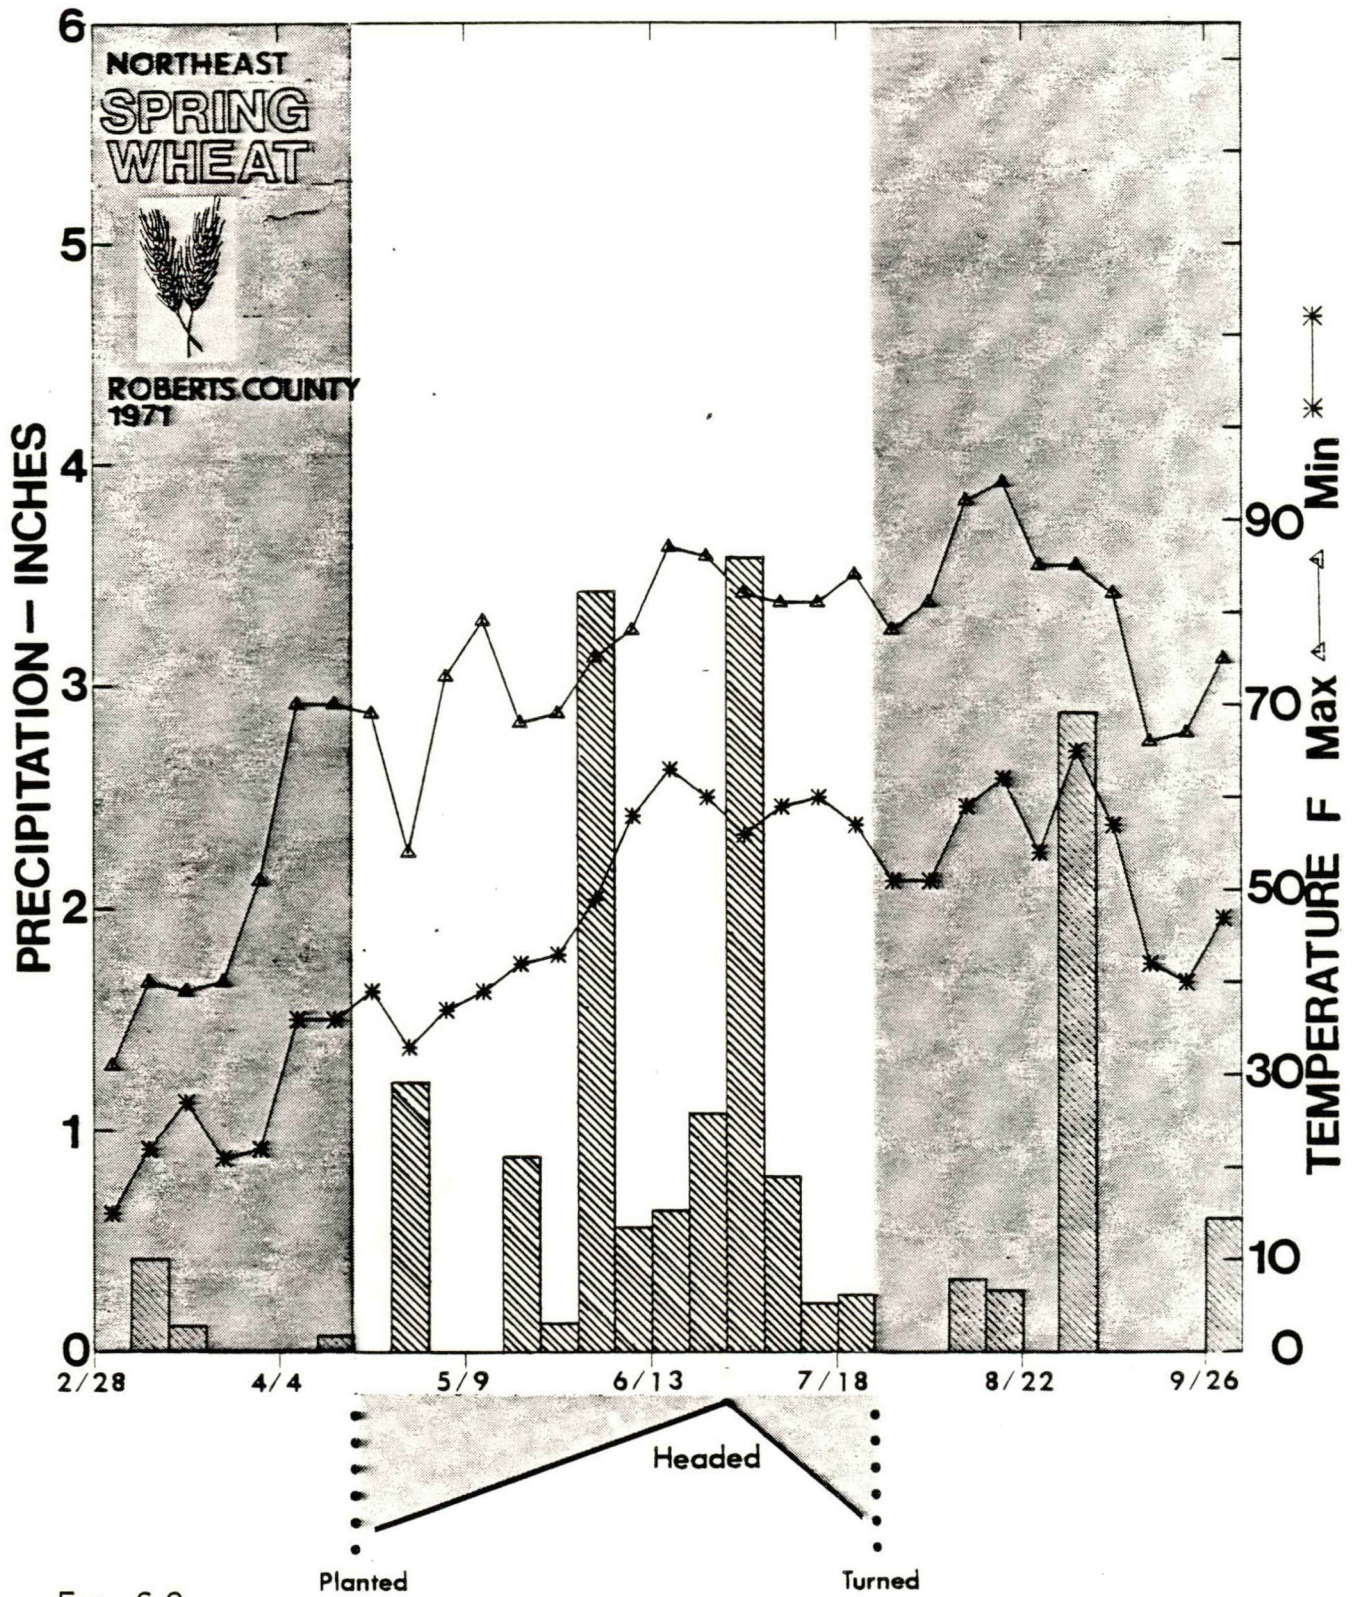 NORTHEAST
SPRING
WHEAT
ROBERTS COUNTY
1971
PRECIPITATION — INCHES
6
5
4
3
2
1
0
2/28 4/4 5/9 6/13 7/18 8/22 9/26
90
70
50
30
10
0
TEMPERATURE F Max Min
Headed
Planted Turned